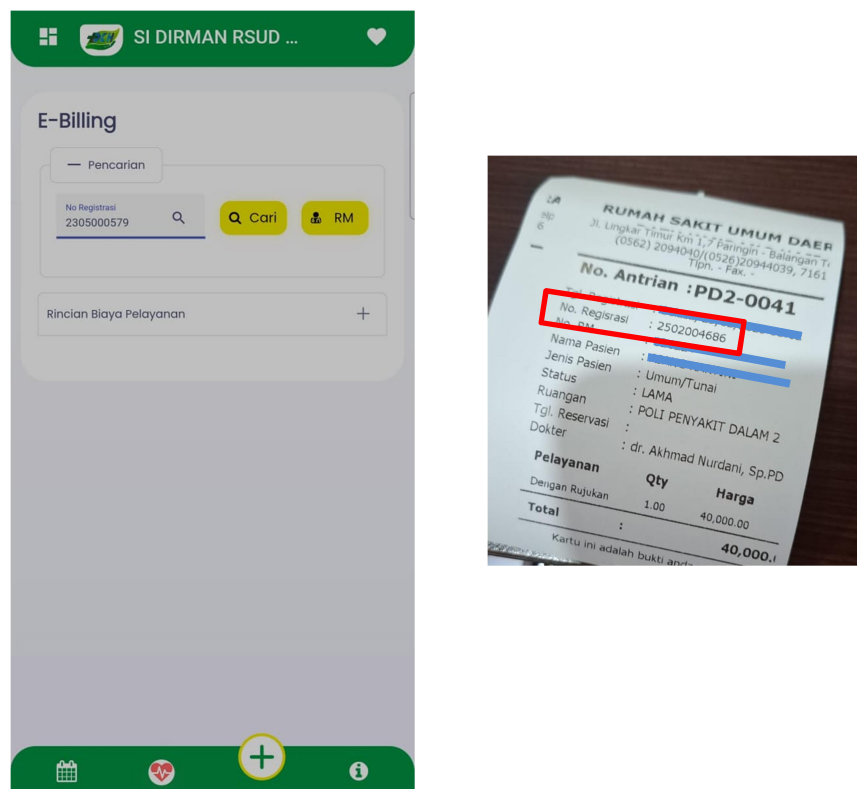 SI DIRMAN RSUD ...
E-Billing
Pencarian
No Registrasi
2305000579
Cari
RM
Rincian Biaya Pelayanan
RUMAH SAKIT UMUM DAER
Jl. Lingkar Timur Km 1,7 Paringin - Balangan
(0562) 2094040/(0526)20944039, 7161
Tlpn. - Fax. -
No. Antrian :PD2-0041
No. Regisrasi : 2502004686
Nama Pasien :
Jenis Pasien : Umum/Tunai
Status : LAMA
Ruangan : POLI PENYAKIT DALAM 2
Tgl. Reservasi :
Dokter : dr. Akhmad Nurdani, Sp.PD
Pelayanan Qty Harga
Dengan Rujukan 1.00 40,000.00
Total : 40,000.
Kartu ini adalah bukti